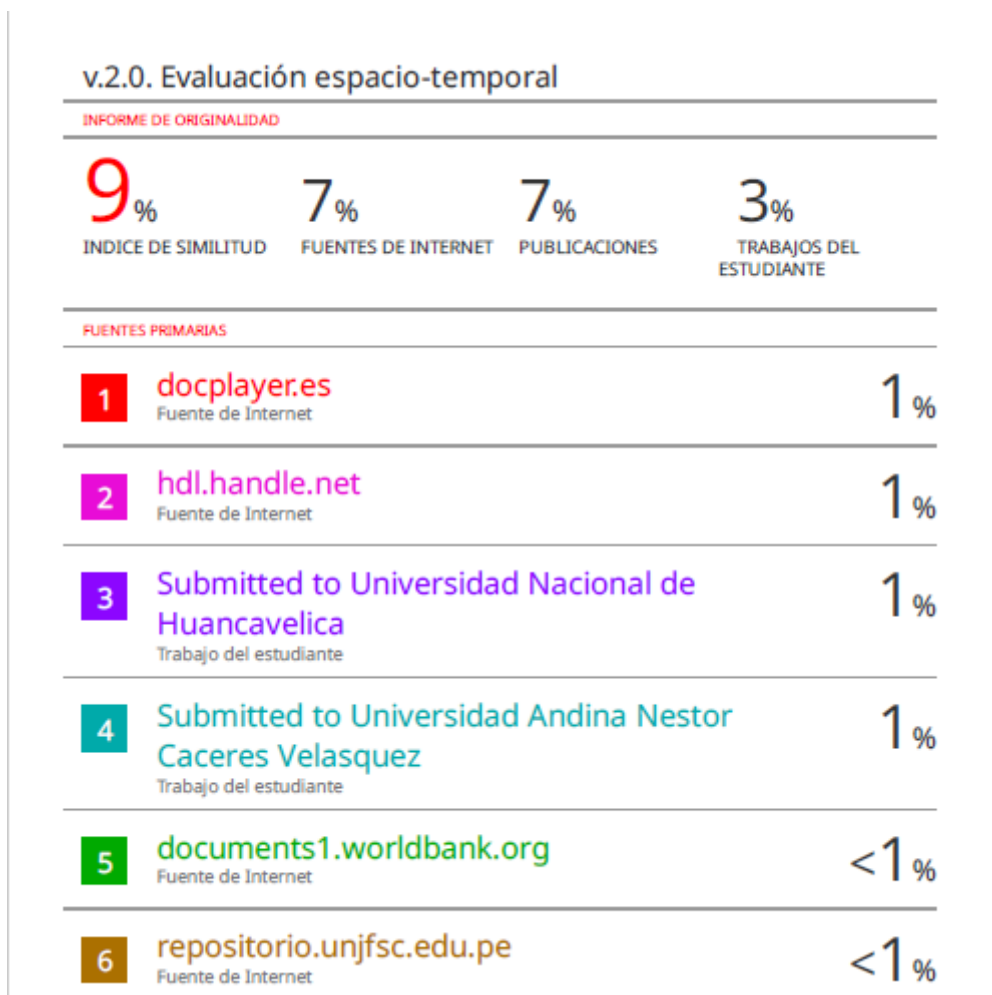 v.2.0. Evaluación espacio-temporal
INFORME DE ORIGINALIDAD
9% 7% 7% 3%
INDICE DE SIMILITUD FUENTES DE INTERNET PUBLICACIONES TRABAJOS DEL
ESTUDIANTE
FUENTES PRIMARIAS
1 docplayer.es 1%
Fuente de Internet
2 hdl.handle.net 1%
Fuente de Internet
3 Submitted to Universidad Nacional de 1%
Huancavelica
Trabajo del estudiante
4 Submitted to Universidad Andina Nestor 1%
Caceres Velasquez
Trabajo del estudiante
5 documents1.worldbank.org <1%
Fuente de Internet
6 repositorio.unjfsc.edu.pe <1%
Fuente de Internet